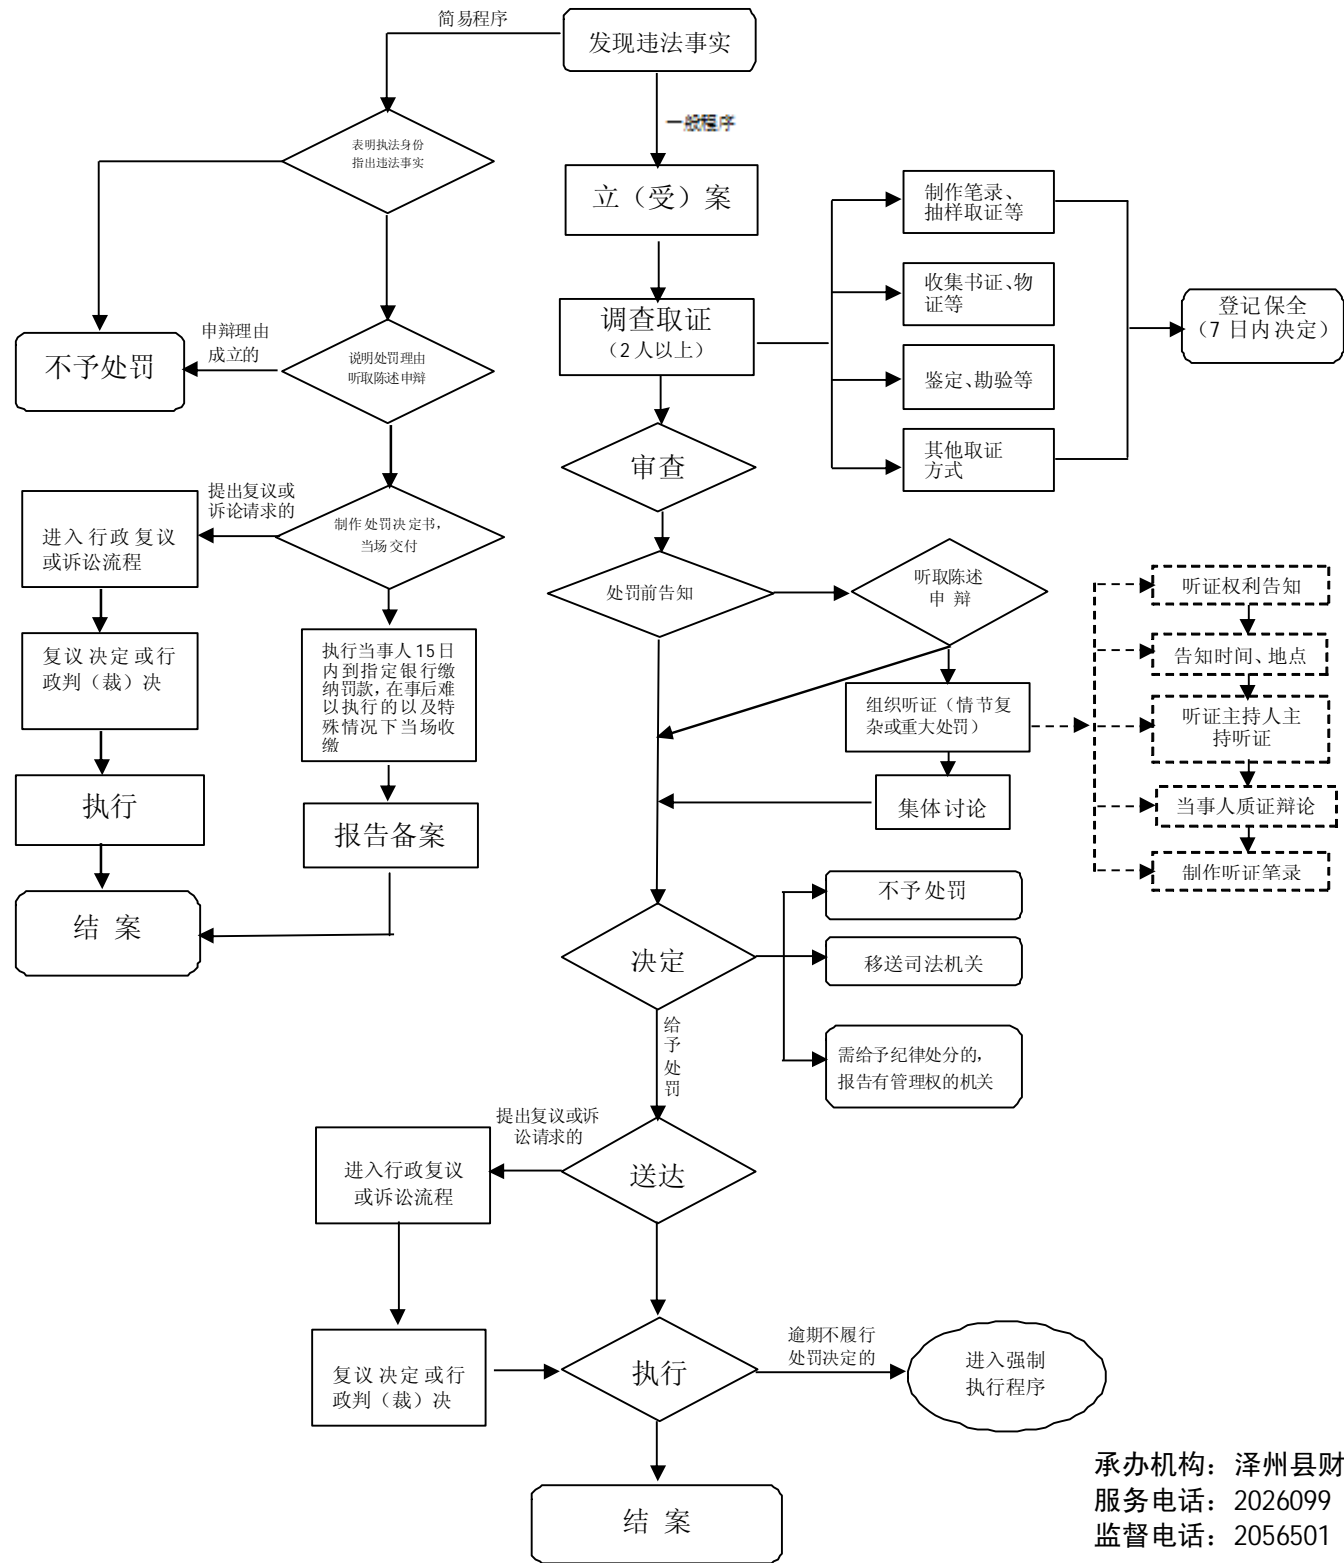 简易程序
发现违法事实
一般程序
表明执法身份
指出违法事实
立（受）案
制作笔录、
抽样取证等
收集书证、物
证等
登记保全
（7 日内决定）
调查取证
（2 人以上）
申辩理由
成立的
不予处罚
说明处罚理由
听取陈述申辩
鉴定、勘验等
其他取证
方式
审查
提出复议或
诉讼请求的
进入行政复议
或诉讼流程
制作处罚决定书，
当场交付
处罚前告知
听取陈述
申 辩
听证权利告知
复议决定或行
政判（裁）决
执行当事人 15 日
内到指定银行缴
纳罚款，在事后难
以执行的以及特
殊情况下当场收
缴
告知时间、地点
组织听证（情节复
杂或重大处罚）
听证主持人主
持听证
执行
报告备案
集体讨论
当事人质证辩论
制作听证笔录
结 案
不予处罚
决定
移送司法机关
给
予
处
罚
需给予纪律处分的，
报告有管理权的机关
提出复议或诉
讼请求的
进入行政复议
或诉讼流程
送达
复议决定或行
政判（裁）决
执行
逾期不履行
处罚决定的
进入强制
执行程序
结 案
承办机构：泽州县财
服务电话：2026099
监督电话：2056501